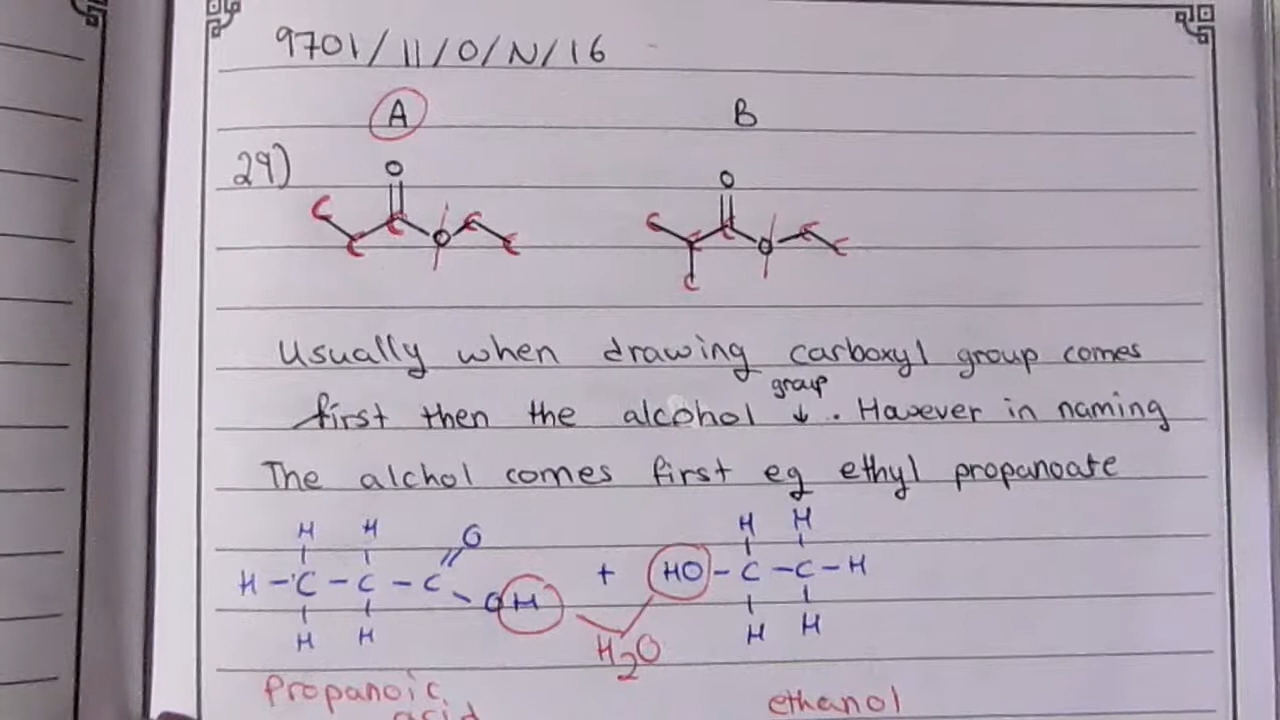 9701/11/O/N/16
A B
29)
O O
C C C O C C C C C O C C
C
Usually when drawing carboxyl group comes
group
first then the alcohol ↓ . However in naming
The alchol comes first eg ethyl propanoate
H H O H H
H - C - C - C - OH + HO - C - C - H
H H H H
H2O
Propanoic ethanol
acid